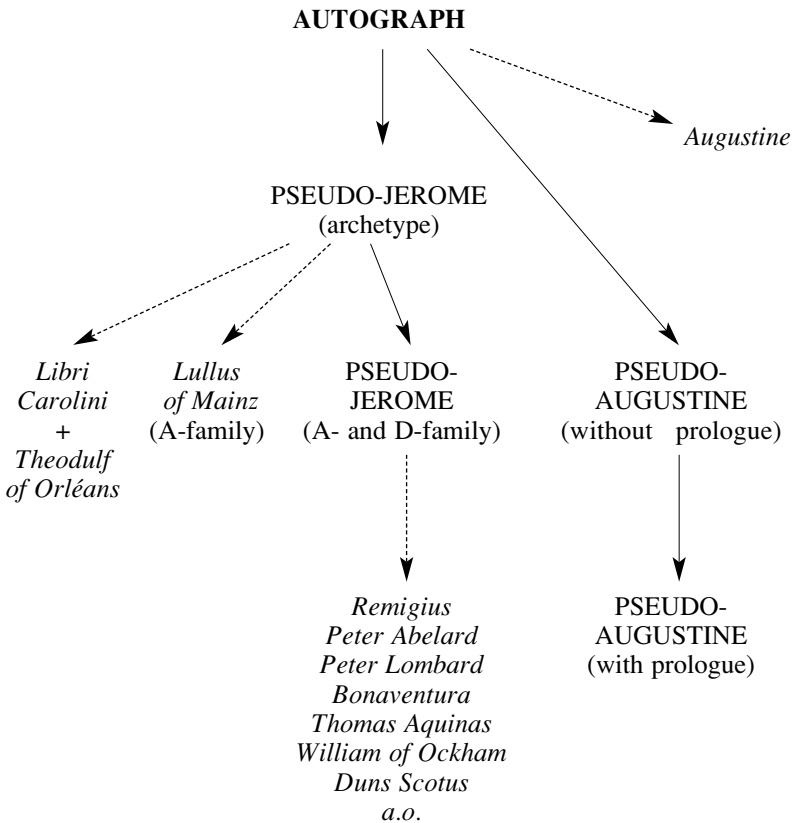 AUTOGRAPH
Augustine
PSEUDO-JEROME
(archetype)
Libri
Carolini
+
Theodulf
of Orléans
Lullus
of Mainz
(A-family)
PSEUDO-
JEROME
(A- and D-family)
PSEUDO-
AUGUSTINE
(without prologue)
Remigius
Peter Abelard
Peter Lombard
Bonaventura
Thomas Aquinas
William of Ockham
Duns Scotus
a.o.
PSEUDO-
AUGUSTINE
(with prologue)